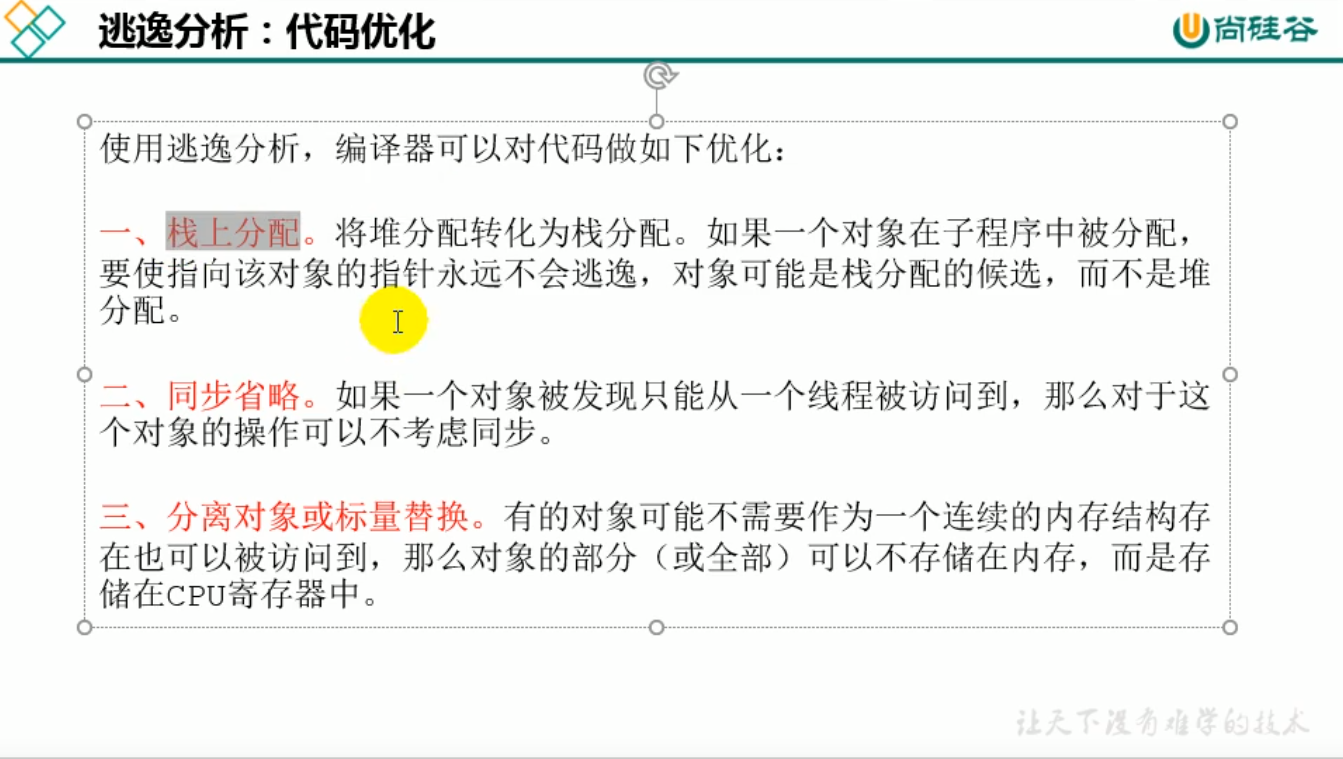 逃逸分析：代码优化
尚硅谷
使用逃逸分析，编译器可以对代码做如下优化：
一、栈上分配。将堆分配转化为栈分配。如果一个对象在子程序中被分配，
要使指向该对象的指针永远不会逃逸，对象可能是栈分配的候选，而不是堆
分配。
二、同步省略。如果一个对象被发现只能从一个线程被访问到，那么对于这
个对象的操作可以不考虑同步。
三、分离对象或标量替换。有的对象可能不需要作为一个连续的内存结构存
在也可以被访问到，那么对象的部分（或全部）可以不存储在内存，而是存
储在CPU寄存器中。
让天下没有难学的技术